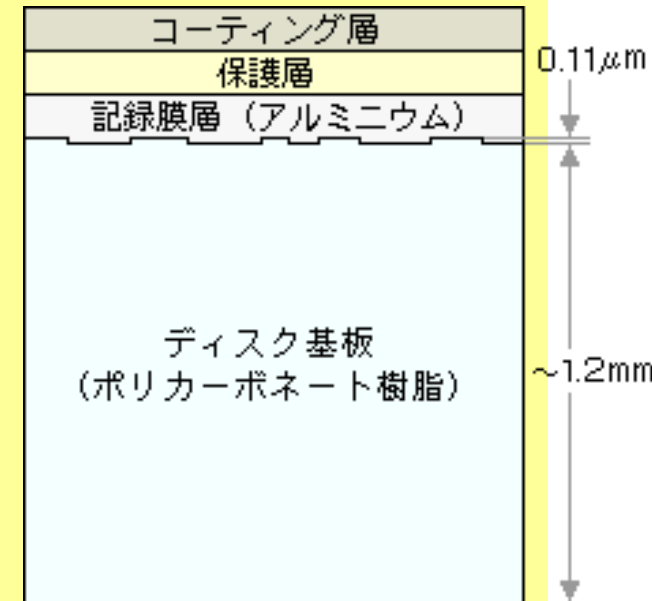 コーティング層
保護層
0.11μm
記録膜層（アルミニウム）
ディスク基板
（ポリカーボネート樹脂）
～1.2mm